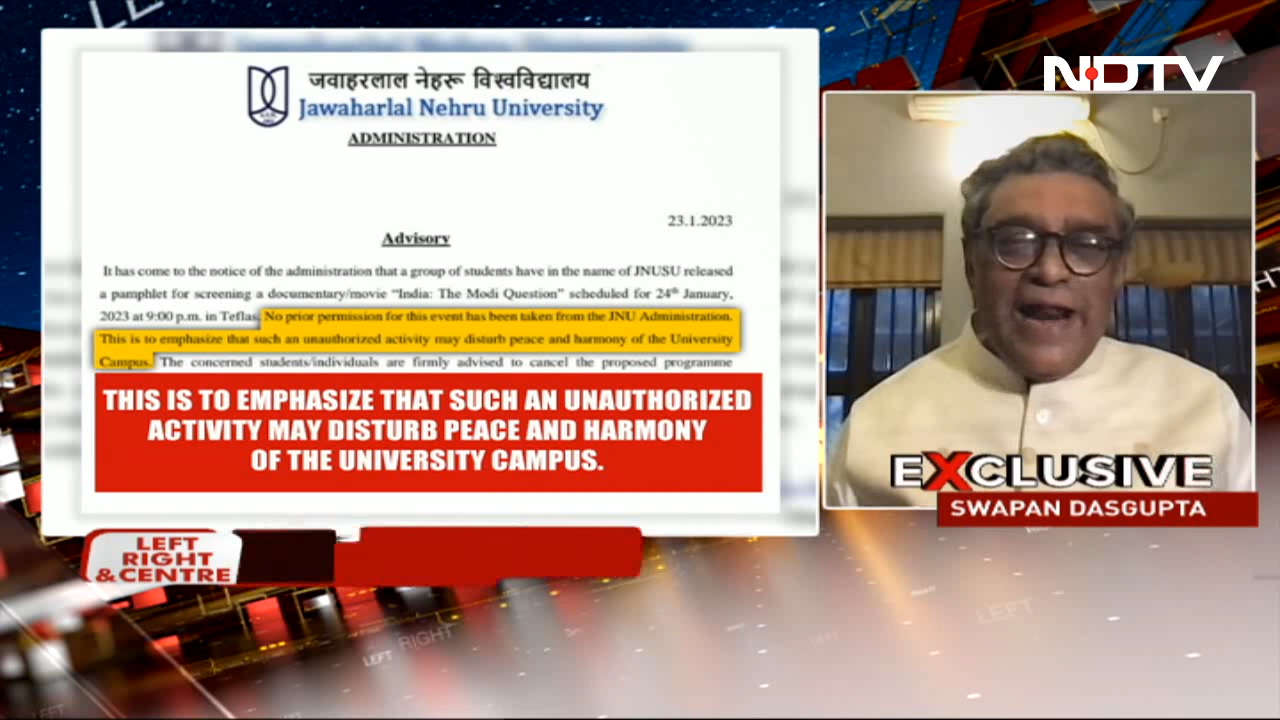 LEFT
NDTV
जवाहरलाल नेहरू विश्वविद्यालय
Jawaharlal Nehru University
ADMINISTRATION
23.1.2023
Advisory
It has come to the notice of the administration that a group of students have in the name of JNUSU released
a pamphlet for screening a documentary/movie “India: The Modi Question” scheduled for 24th January,
2023 at 9:00 p.m. in Teflas. No prior permission for this event has been taken from the JNU Administration.
This is to emphasize that such an unauthorized activity may disturb peace and harmony of the University
Campus. The concerned students/individuals are firmly advised to cancel the proposed programme
THIS IS TO EMPHASIZE THAT SUCH AN UNAUTHORIZED
ACTIVITY MAY DISTURB PEACE AND HARMONY
OF THE UNIVERSITY CAMPUS.
EXCLUSIVE
SWAPAN DASGUPTA
LEFT
RIGHT
&CENTRE
LEFT RIGHT
LEFT